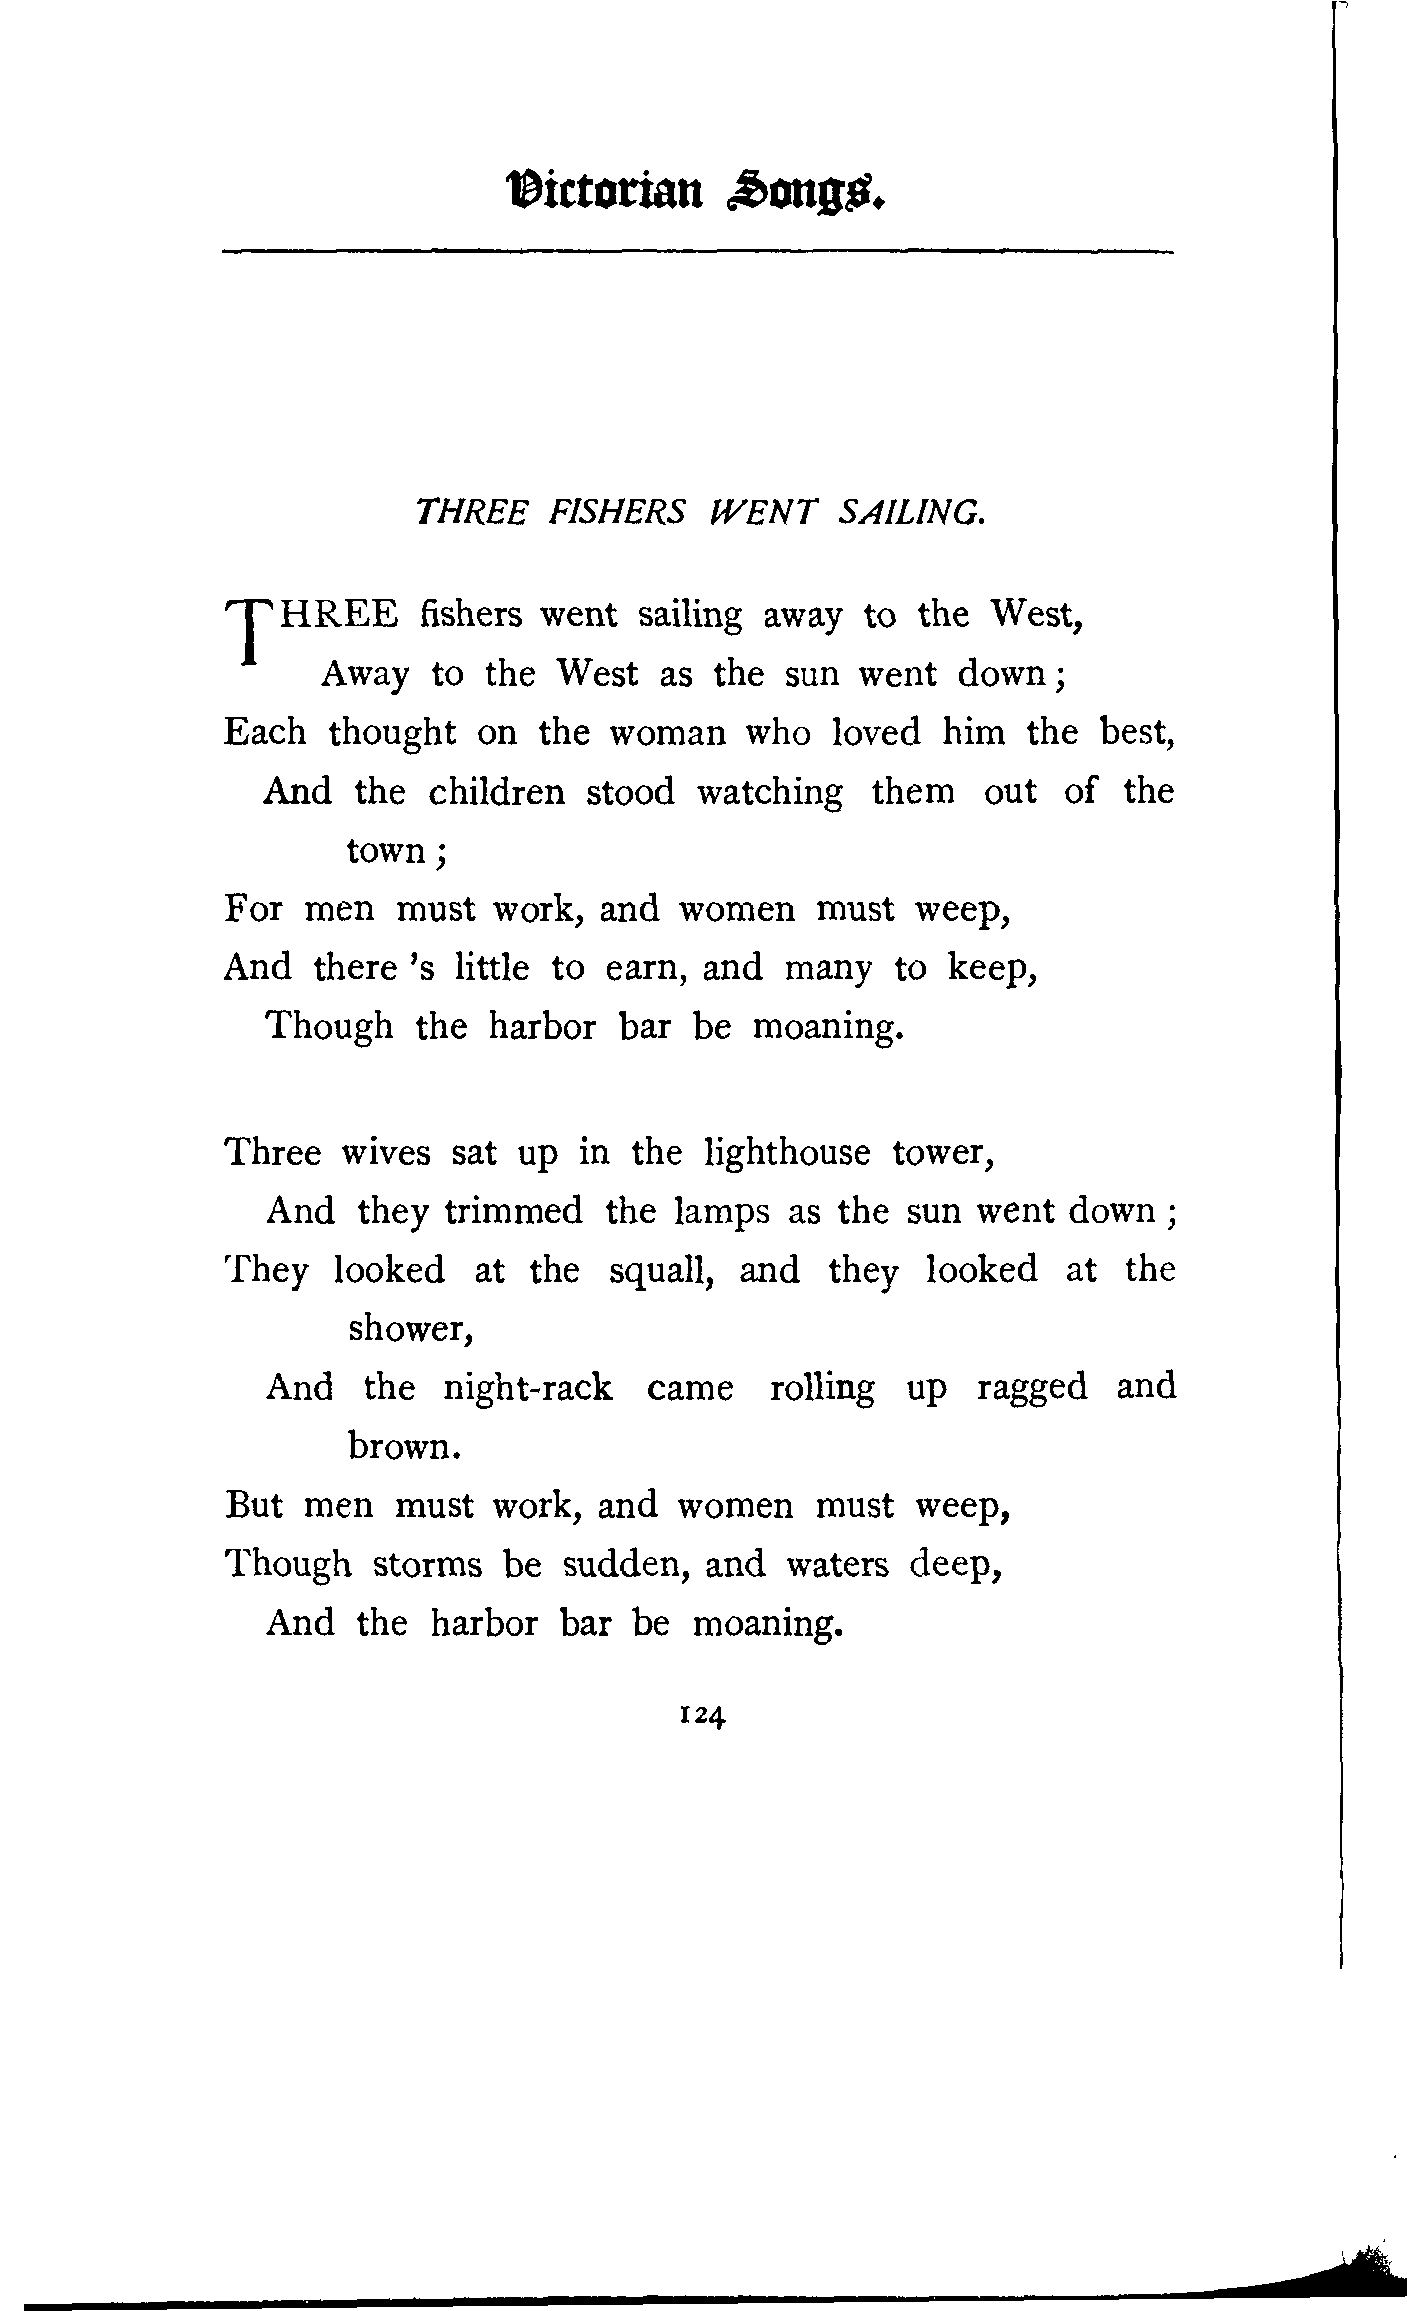 Victorian Songs.
THREE FISHERS WENT SAILING.
THREE fishers went sailing away to the West,
Away to the West as the sun went down ;
Each thought on the woman who loved him the best,
And the children stood watching them out of the
town ;
For men must work, and women must weep,
And there 's little to earn, and many to keep,
Though the harbor bar be moaning.
Three wives sat up in the lighthouse tower,
And they trimmed the lamps as the sun went down ;
They looked at the squall, and they looked at the
shower,
And the night-rack came rolling up ragged and
brown.
But men must work, and women must weep,
Though storms be sudden, and waters deep,
And the harbor bar be moaning.
124